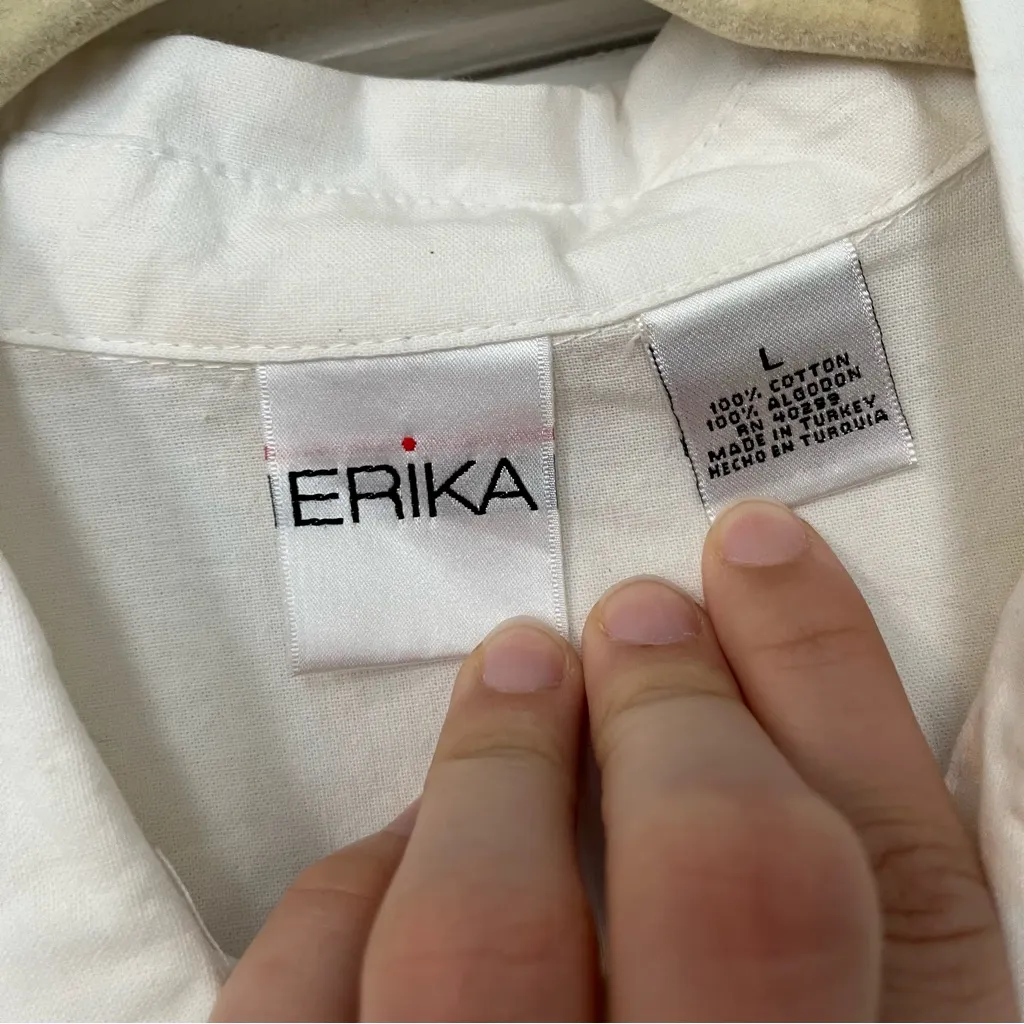 ERiKA
L
100% COTTON
100% ALGODON
RN 40299
MADE IN TURKEY
HECHO EN TURQUIA